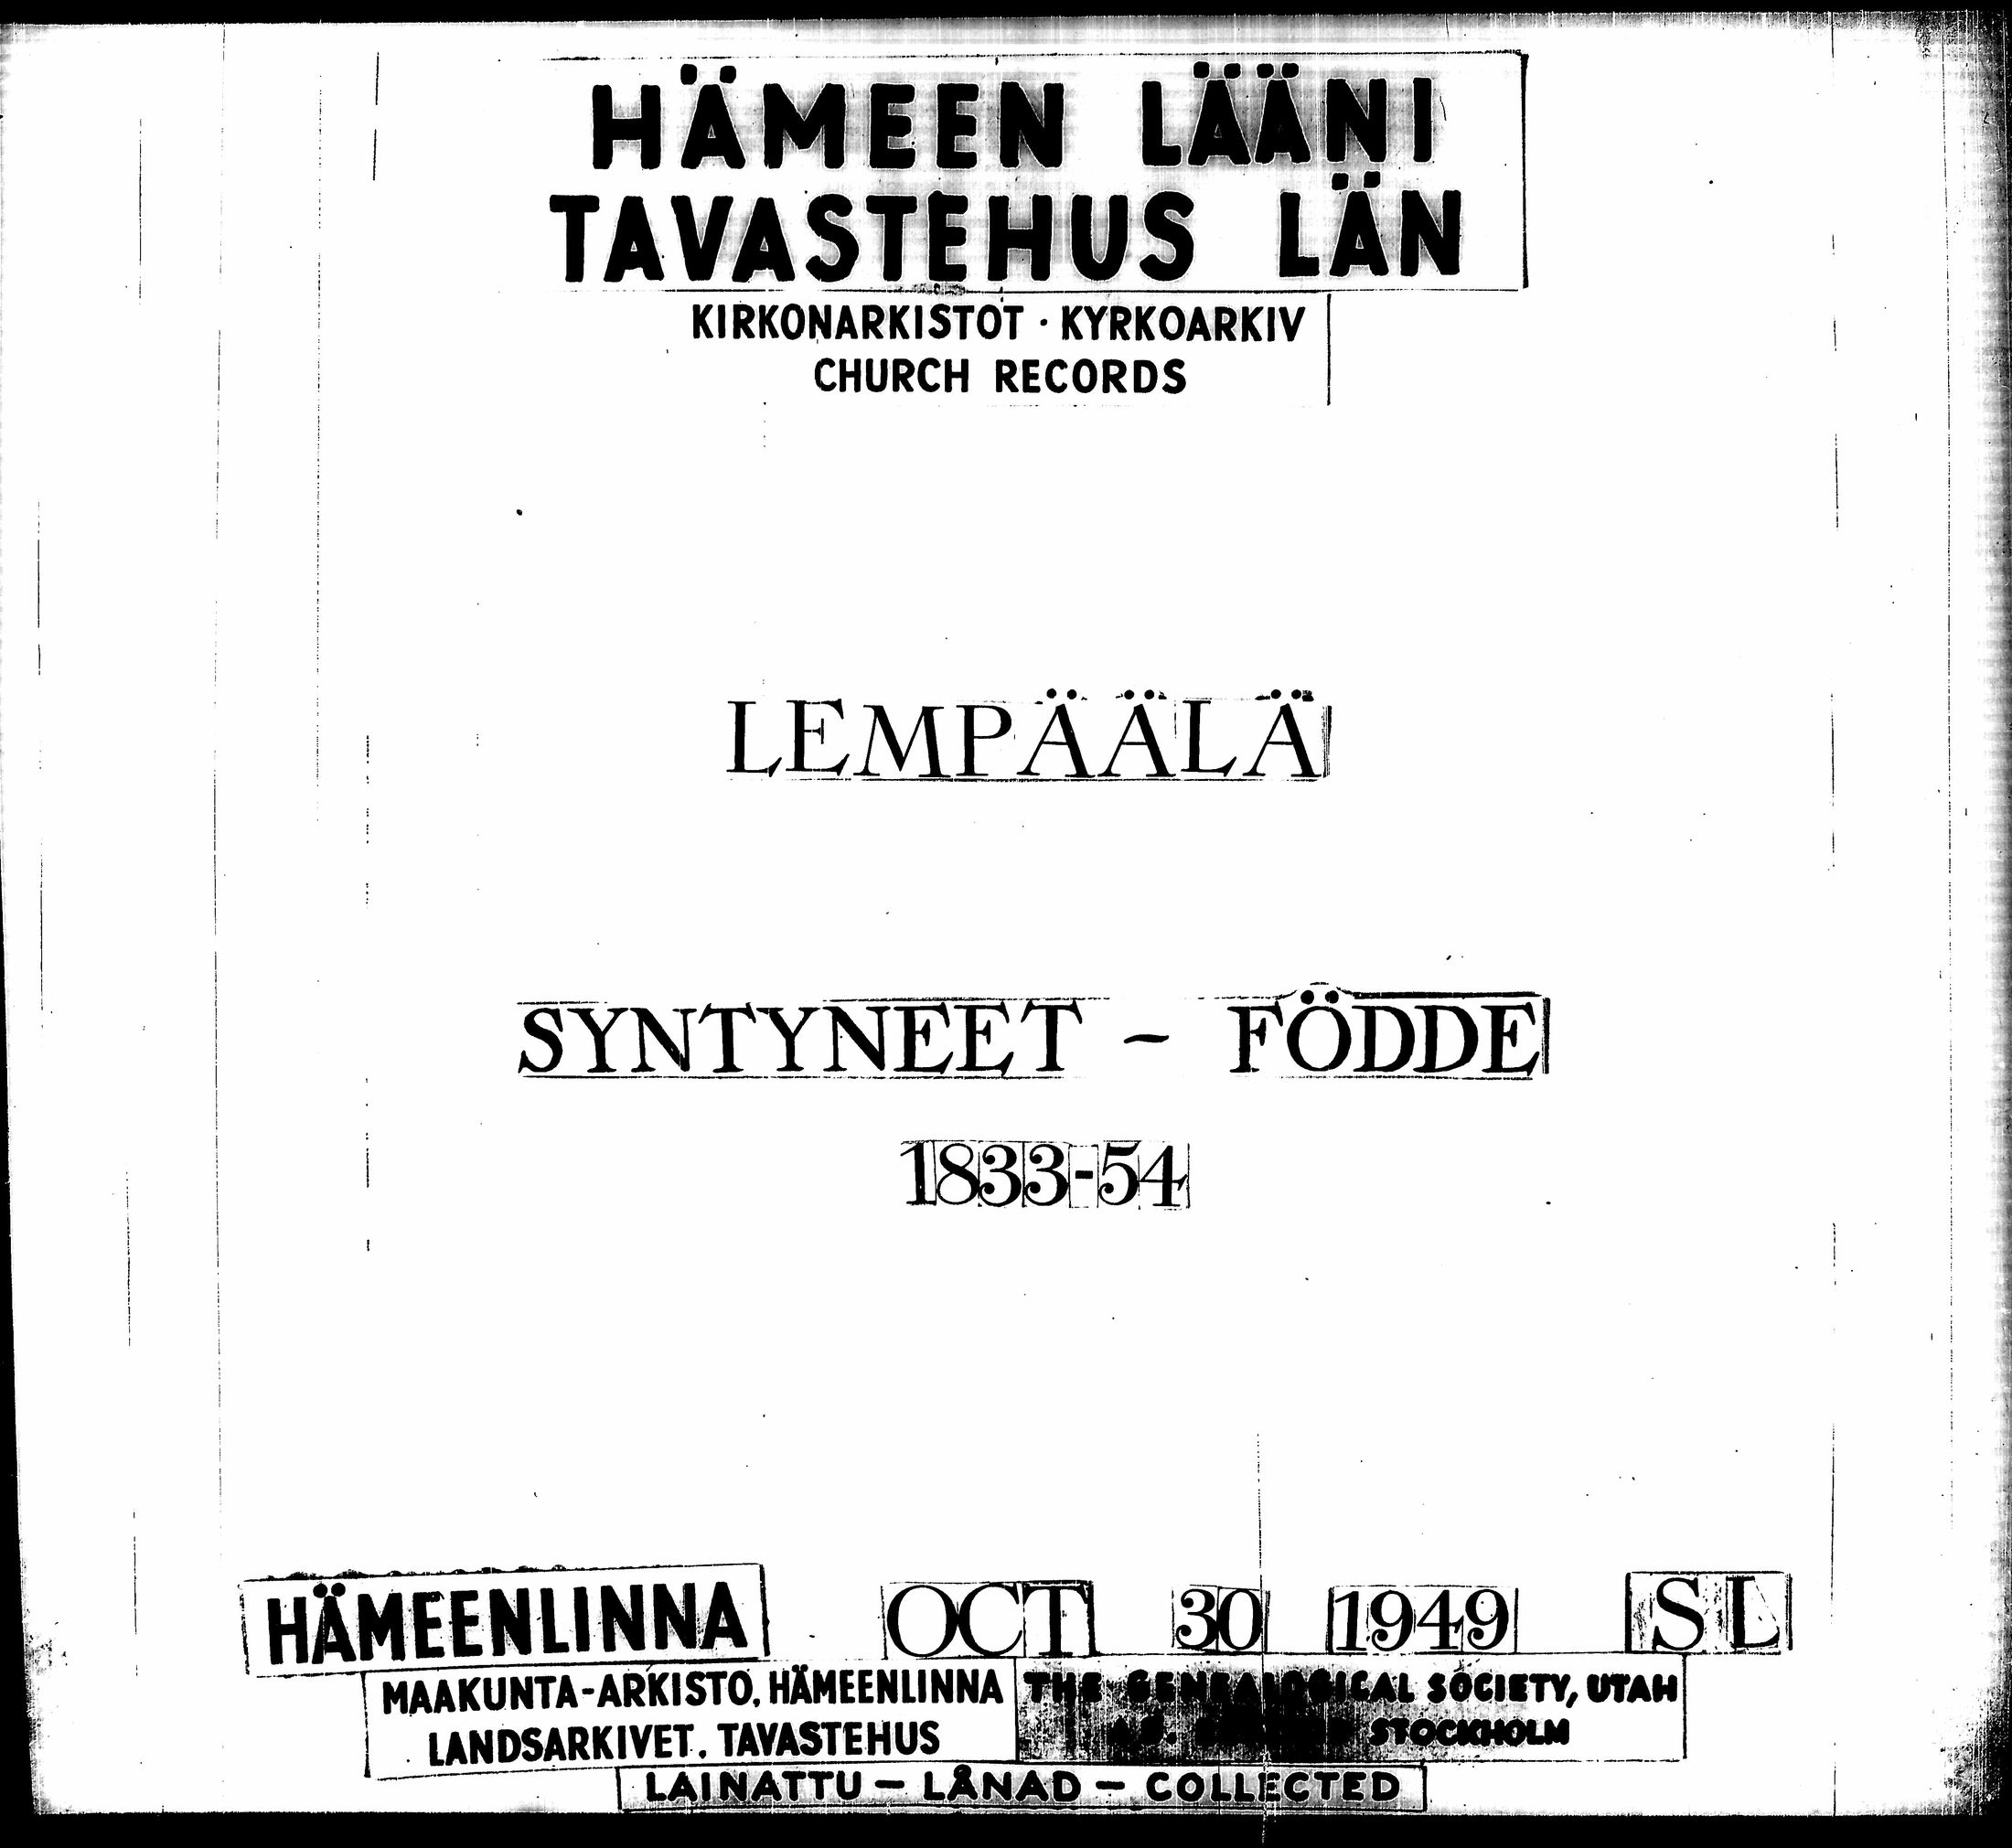 HÄMEEN LÄÄNI
TAVASTEHUS LÄN
KIRKONARKISTOT · KYRKOARKIV
CHURCH RECORDS
LEMPÄÄLÄ
SYNTYNEET - FÖDDE
1833-54
HÄMEENLINNA OCT 30 1949 SL
MAAKUNTA-ARKISTO, HÄMEENLINNA
LANDSARKIVET. TAVASTEHUS
THE GENEALOGICAL SOCIETY, UTAH
STOCKHOLM
LAINATTU - LÅNAD - COLLECTED